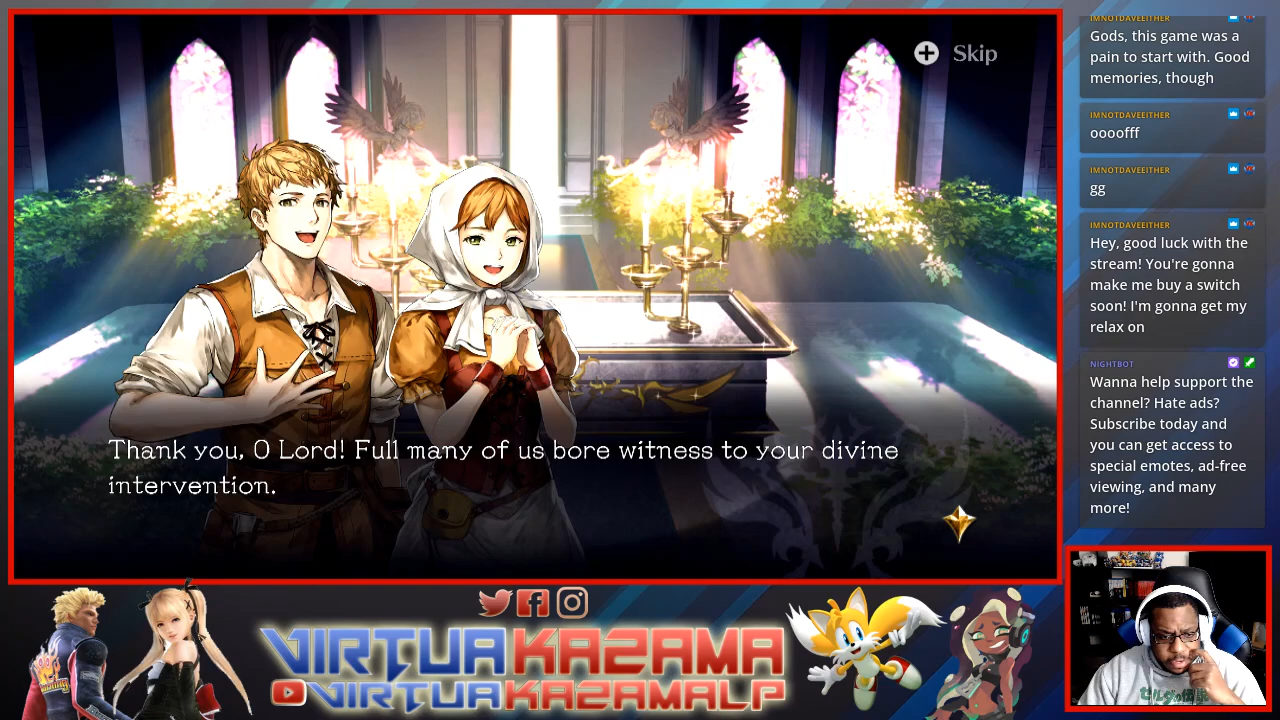 Skip
Thank you, O Lord! Full many of us bore witness to your divine
intervention.
IMNOTDAVEEITHER
Gods, this game was a
pain to start with. Good
memories, though
IMNOTDAVEEITHER
oooofff
IMNOTDAVEEITHER
gg
IMNOTDAVEEITHER
Hey, good luck with the
stream! You're gonna
make me buy a switch
soon! I'm gonna get my
relax on
NIGHTBOT
Wanna help support the
channel? Hate ads?
Subscribe today and
you can get access to
special emotes, ad-free
viewing, and many
more!
VIRTUAKAZAMA
VIRTUAKAZAMALP